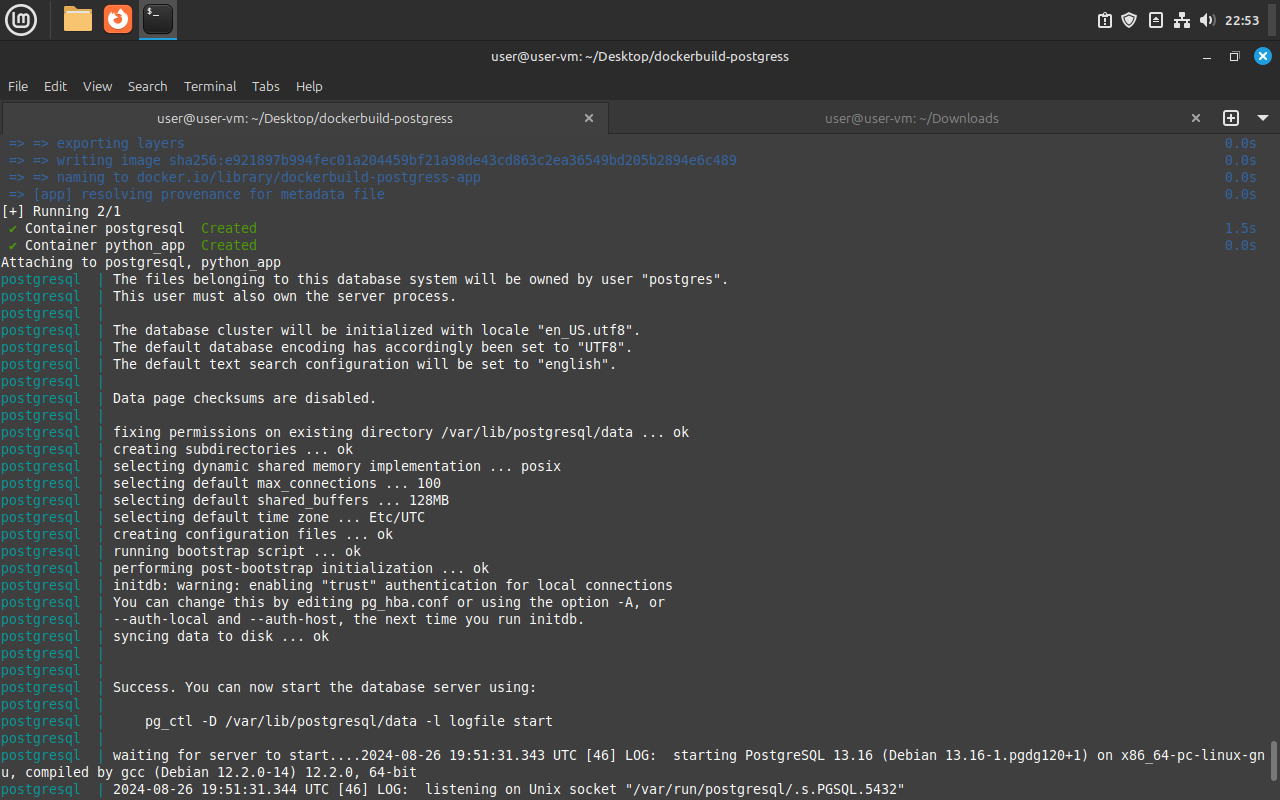 22:53
user@user-vm: ~/Desktop/dockerbuild-postgress
File Edit View Search Terminal Tabs Help
user@user-vm: ~/Desktop/dockerbuild-postgress user@user-vm: ~/Downloads
=> => exporting layers 0.0s
=> => writing image sha256:e921897b994fec01a204459bf21a98de43cd863c2ea36549bd205b2894e6c489 0.0s
=> => naming to docker.io/library/dockerbuild-postgress-app 0.0s
=> [app] resolving provenance for metadata file 0.0s
[+] Running 2/1
✔ Container postgresql  Created 1.5s
✔ Container python_app  Created 0.0s
Attaching to postgresql, python_app
postgresql  | The files belonging to this database system will be owned by user "postgres".
postgresql  | This user must also own the server process.
postgresql  |
postgresql  | The database cluster will be initialized with locale "en_US.utf8".
postgresql  | The default database encoding has accordingly been set to "UTF8".
postgresql  | The default text search configuration will be set to "english".
postgresql  |
postgresql  | Data page checksums are disabled.
postgresql  |
postgresql  | fixing permissions on existing directory /var/lib/postgresql/data ... ok
postgresql  | creating subdirectories ... ok
postgresql  | selecting dynamic shared memory implementation ... posix
postgresql  | selecting default max_connections ... 100
postgresql  | selecting default shared_buffers ... 128MB
postgresql  | selecting default time zone ... Etc/UTC
postgresql  | creating configuration files ... ok
postgresql  | running bootstrap script ... ok
postgresql  | performing post-bootstrap initialization ... ok
postgresql  | initdb: warning: enabling "trust" authentication for local connections
postgresql  | You can change this by editing pg_hba.conf or using the option -A, or
postgresql  | --auth-local and --auth-host, the next time you run initdb.
postgresql  | syncing data to disk ... ok
postgresql  |
postgresql  |
postgresql  | Success. You can now start the database server using:
postgresql  |
postgresql  |     pg_ctl -D /var/lib/postgresql/data -l logfile start
postgresql  |
postgresql  | waiting for server to start....2024-08-26 19:51:31.343 UTC [46] LOG:  starting PostgreSQL 13.16 (Debian 13.16-1.pgdg120+1) on x86_64-pc-linux-gn
u, compiled by gcc (Debian 12.2.0-14) 12.2.0, 64-bit
postgresql  | 2024-08-26 19:51:31.344 UTC [46] LOG:  listening on Unix socket "/var/run/postgresql/.s.PGSQL.5432"